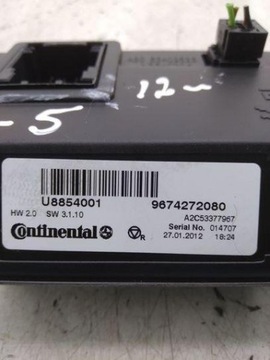 12-
-5
U8854001 9674272080
HW 2.0 SW 3.1.10 A2C53377967
Serial No. 014707
Continental R 27.01.2012 18:24